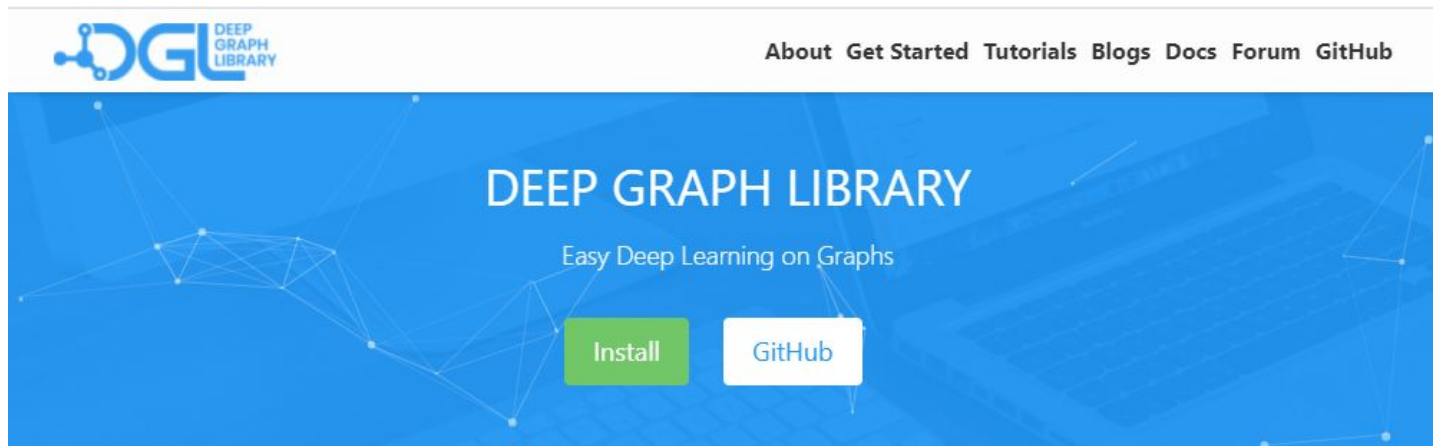 DGL
DEEP
GRAPH
LIBRARY
About Get Started Tutorials Blogs Docs Forum GitHub
DEEP GRAPH LIBRARY
Easy Deep Learning on Graphs
Install GitHub